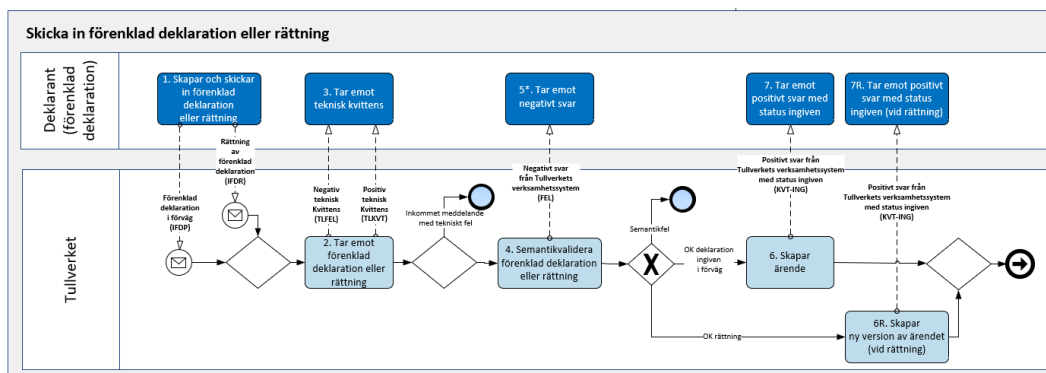 Skicka in förenklad deklaration eller rättning
Deklarant
(förenklad
deklaration)
1. Skapar och skickar
in förenklad
deklaration
eller rättning
3. Tar emot
teknisk kvittens
5*. Tar emot
negativt svar
7. Tar emot
positivt svar med
status ingiven
7R. Tar emot positivt
svar med status
ingiven (vid rättning)
Rättning
av
förenklad
deklaration
(IFDR)
Förenklad
deklaration
i förväg
(IFDP)
Negativ
teknisk
Kvittens
(TLFEL)
Positiv
teknisk
Kvittens
(TLKVT)
Negativt svar
från Tullverkets
verksamhetssystem
(FEL)
Positivt svar från
Tullverkets verksamhetssystem
med status ingiven
(KVT-ING)
Positivt svar från
Tullverkets verksamhetssystem
med status ingiven
(KVT-ING)
Tullverket
2. Tar emot
förenklad
deklaration eller
rättning
Inkommet meddelande
med tekniskt fel
4. Semantikvalidera
förenklad deklaration
eller rättning
Semantikfel
X
OK deklaration
ingiven
i förväg
6. Skapar
ärende
OK rättning
6R. Skapar
ny version av ärendet
(vid rättning)